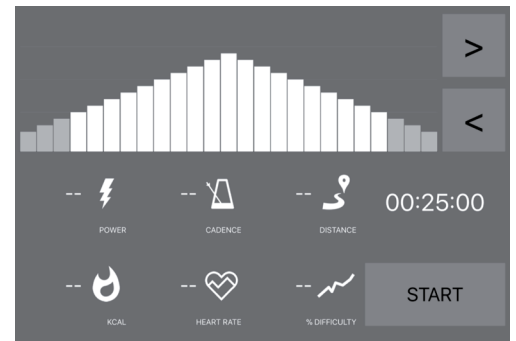 >
<
-- -- -- 00:25:00
POWER CADENCE DISTANCE
-- -- -- START
KCAL HEART RATE % DIFFICULTY